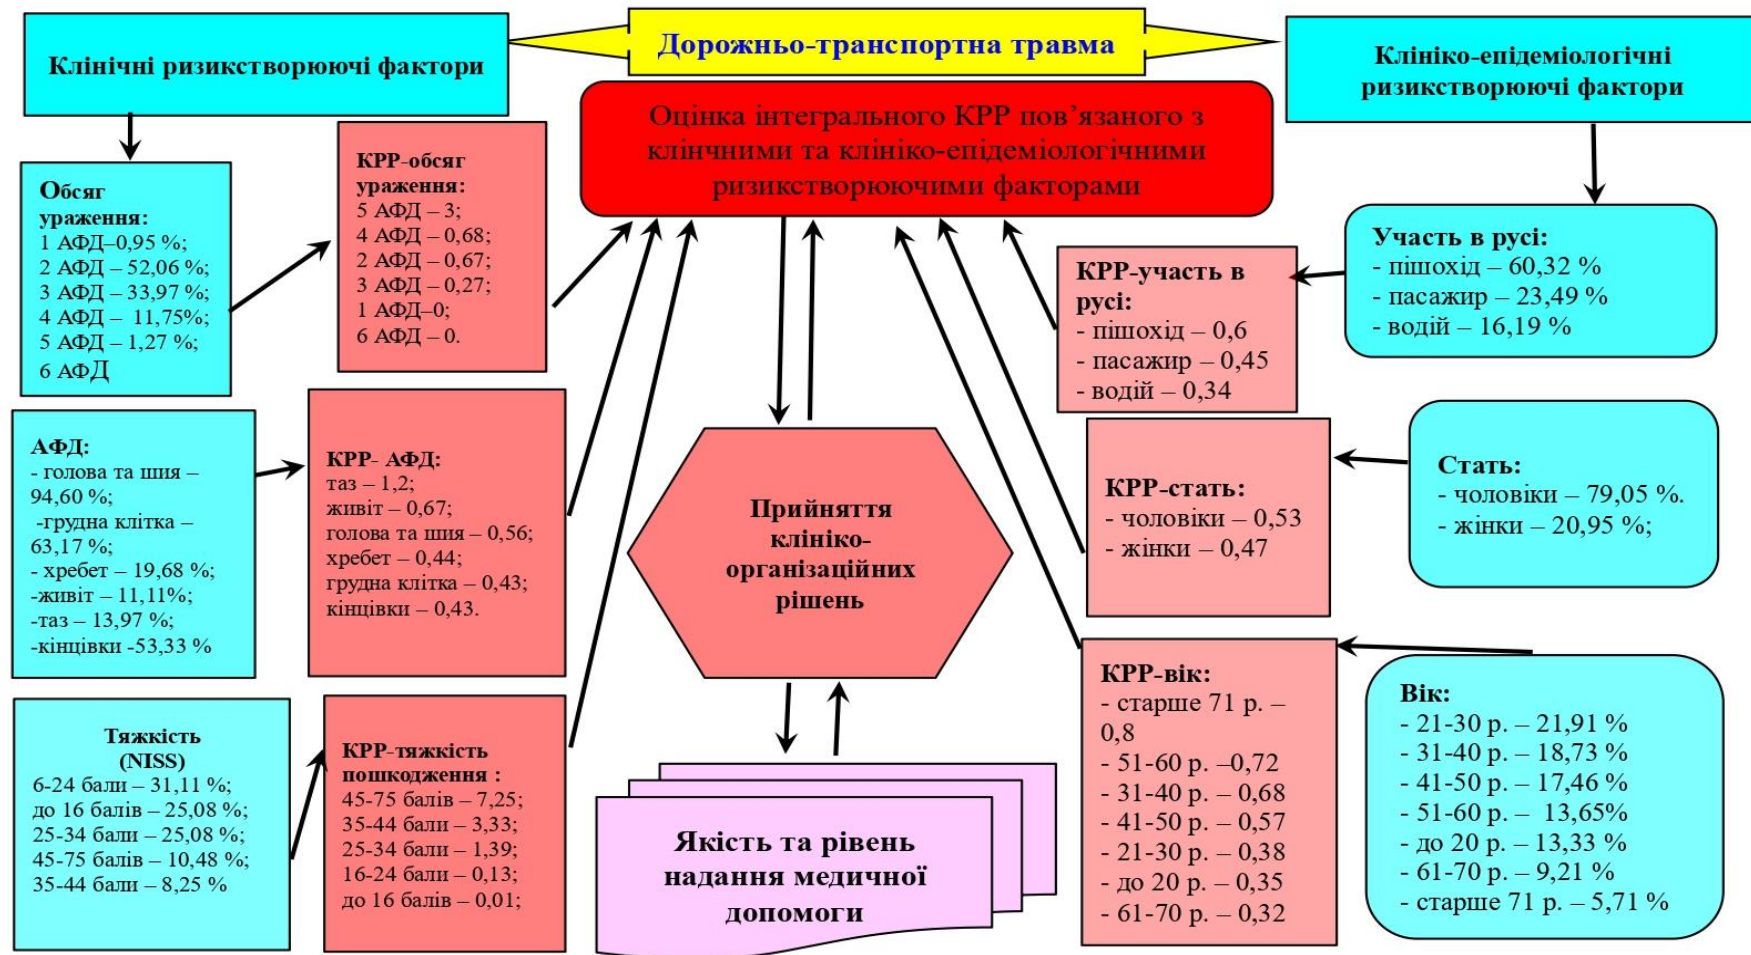 Дорожньо-транспортна травма
Клінічні ризикстворюючі фактори
Клініко-епідеміологічні
ризикстворюючі фактори
Оцінка інтегрального КРР пов’язаного з
клінчними та клініко-епідеміологічними
ризикстворюючими факторами
Обсяг
ураження:
1 АФД–0,95 %;
2 АФД – 52,06 %;
3 АФД – 33,97 %;
4 АФД – 11,75%;
5 АФД – 1,27 %;
6 АФД
КРР-обсяг
ураження:
5 АФД – 3;
4 АФД – 0,68;
2 АФД – 0,67;
3 АФД – 0,27;
1 АФД–0;
6 АФД – 0.
АФД:
- голова та шия –
94,60 %;
-грудна клітка –
63,17 %;
- хребет – 19,68 %;
-живіт – 11,11%;
-таз – 13,97 %;
-кінцівки -53,33 %
КРР- АФД:
таз – 1,2;
живіт – 0,67;
голова та шия – 0,56;
хребет – 0,44;
грудна клітка – 0,43;
кінцівки – 0,43.
Тяжкість
(NISS)
6-24 бали – 31,11 %;
до 16 балів – 25,08 %;
25-34 бали – 25,08 %;
45-75 балів – 10,48 %;
35-44 бали – 8,25 %
КРР-тяжкість
пошкодження :
45-75 балів – 7,25;
35-44 бали – 3,33;
25-34 бали – 1,39;
16-24 бали – 0,13;
до 16 балів – 0,01;
Прийняття
клініко-
організаційних
рішень
Якість та рівень
надання медичної
допомоги
КРР-участь в
русі:
- пішохід – 0,6
- пасажир – 0,45
- водій – 0,34
Участь в русі:
- пішохід – 60,32 %
- пасажир – 23,49 %
- водій – 16,19 %
КРР-стать:
- чоловіки – 0,53
- жінки – 0,47
Стать:
- чоловіки – 79,05 %.
- жінки – 20,95 %;
КРР-вік:
- старше 71 р. –
0,8
- 51-60 р. –0,72
- 31-40 р. – 0,68
- 41-50 р. – 0,57
- 21-30 р. – 0,38
- до 20 р. – 0,35
- 61-70 р. – 0,32
Вік:
- 21-30 р. – 21,91 %
- 31-40 р. – 18,73 %
- 41-50 р. – 17,46 %
- 51-60 р. – 13,65%
- до 20 р. – 13,33 %
- 61-70 р. – 9,21 %
- старше 71 р. – 5,71 %